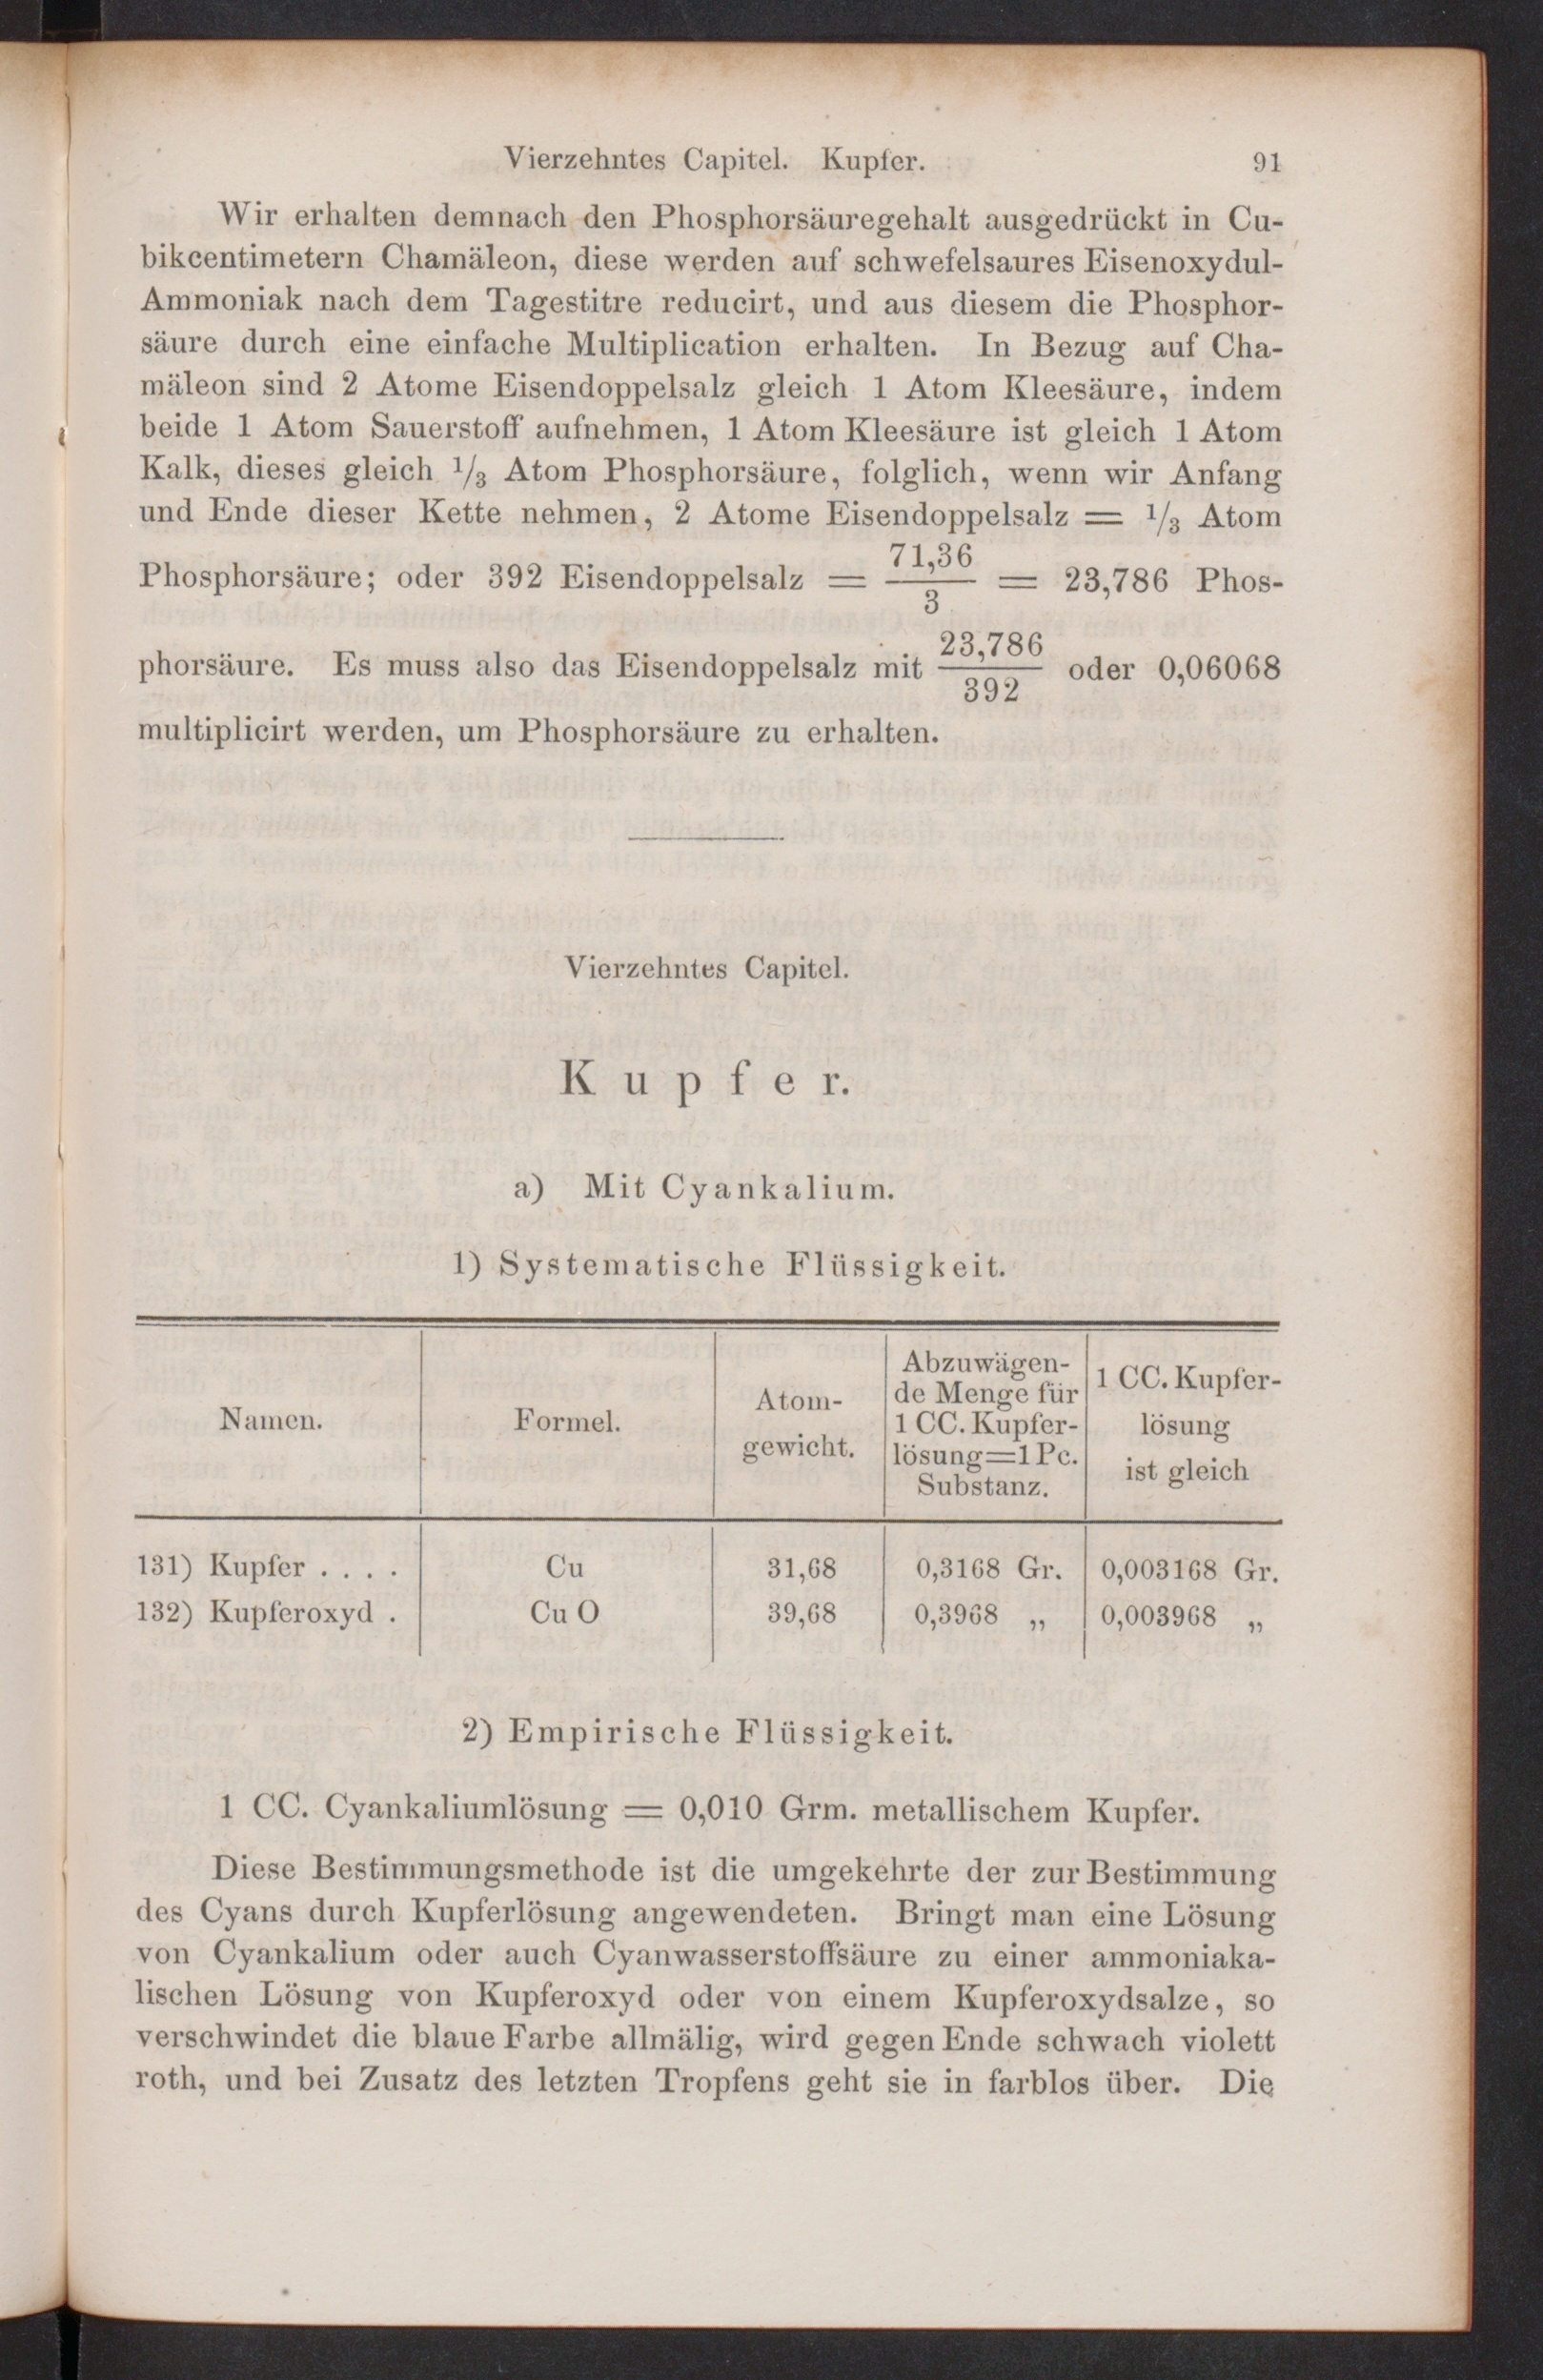 Vierzehntes Capitel. Kupfer. 91
Wir erhalten demnach den Phosphorsäuregehalt ausgedrückt in Cu-
bikcentimetern Chamäleon, diese werden auf schwefelsaures Eisenoxydul-
Ammoniak nach dem Tagestitre reducirt, und aus diesem die Phosphor-
säure durch eine einfache Multiplication erhalten. In Bezug auf Cha-
mäleon sind 2 Atome Eisendoppelsalz gleich 1 Atom Kleesäure, indem
beide 1 Atom Sauerstoff aufnehmen, 1 Atom Kleesäure ist gleich 1 Atom
Kalk, dieses gleich 1/3 Atom Phosphorsäure, folglich, wenn wir Anfang
und Ende dieser Kette nehmen, 2 Atome Eisendoppelsalz = 1/3 Atom
Phosphorsäure; oder 392 Eisendoppelsalz = 71,36/3 = 23,786 Phos-
phorsäure. Es muss also das Eisendoppelsalz mit 23,786/392 oder 0,06068
multiplicirt werden, um Phosphorsäure zu erhalten.
Vierzehntes Capitel.
Kupfer.
a) Mit Cyankalium.
1) Systematische Flüssigkeit.
Namen.
Formel.
Atom-
gewicht.
Abzuwägen-
de Menge für
1 CC. Kupfer-
lösung=1 Pc.
Substanz.
1 CC. Kupfer-
lösung
ist gleich
131) Kupfer . . . . Cu 31,68 0,3168 Gr. 0,003168 Gr.
132) Kupferoxyd . Cu O 39,68 0,3968 „ 0,003968 „
2) Empirische Flüssigkeit.
1 CC. Cyankaliumlösung = 0,010 Grm. metallischem Kupfer.
Diese Bestimmungsmethode ist die umgekehrte der zur Bestimmung
des Cyans durch Kupferlösung angewendeten. Bringt man eine Lösung
von Cyankalium oder auch Cyanwasserstoffsäure zu einer ammoniaka-
lischen Lösung von Kupferoxyd oder von einem Kupferoxydsalze, so
verschwindet die blaue Farbe allmälig, wird gegen Ende schwach violett
roth, und bei Zusatz des letzten Tropfens geht sie in farblos über. Die